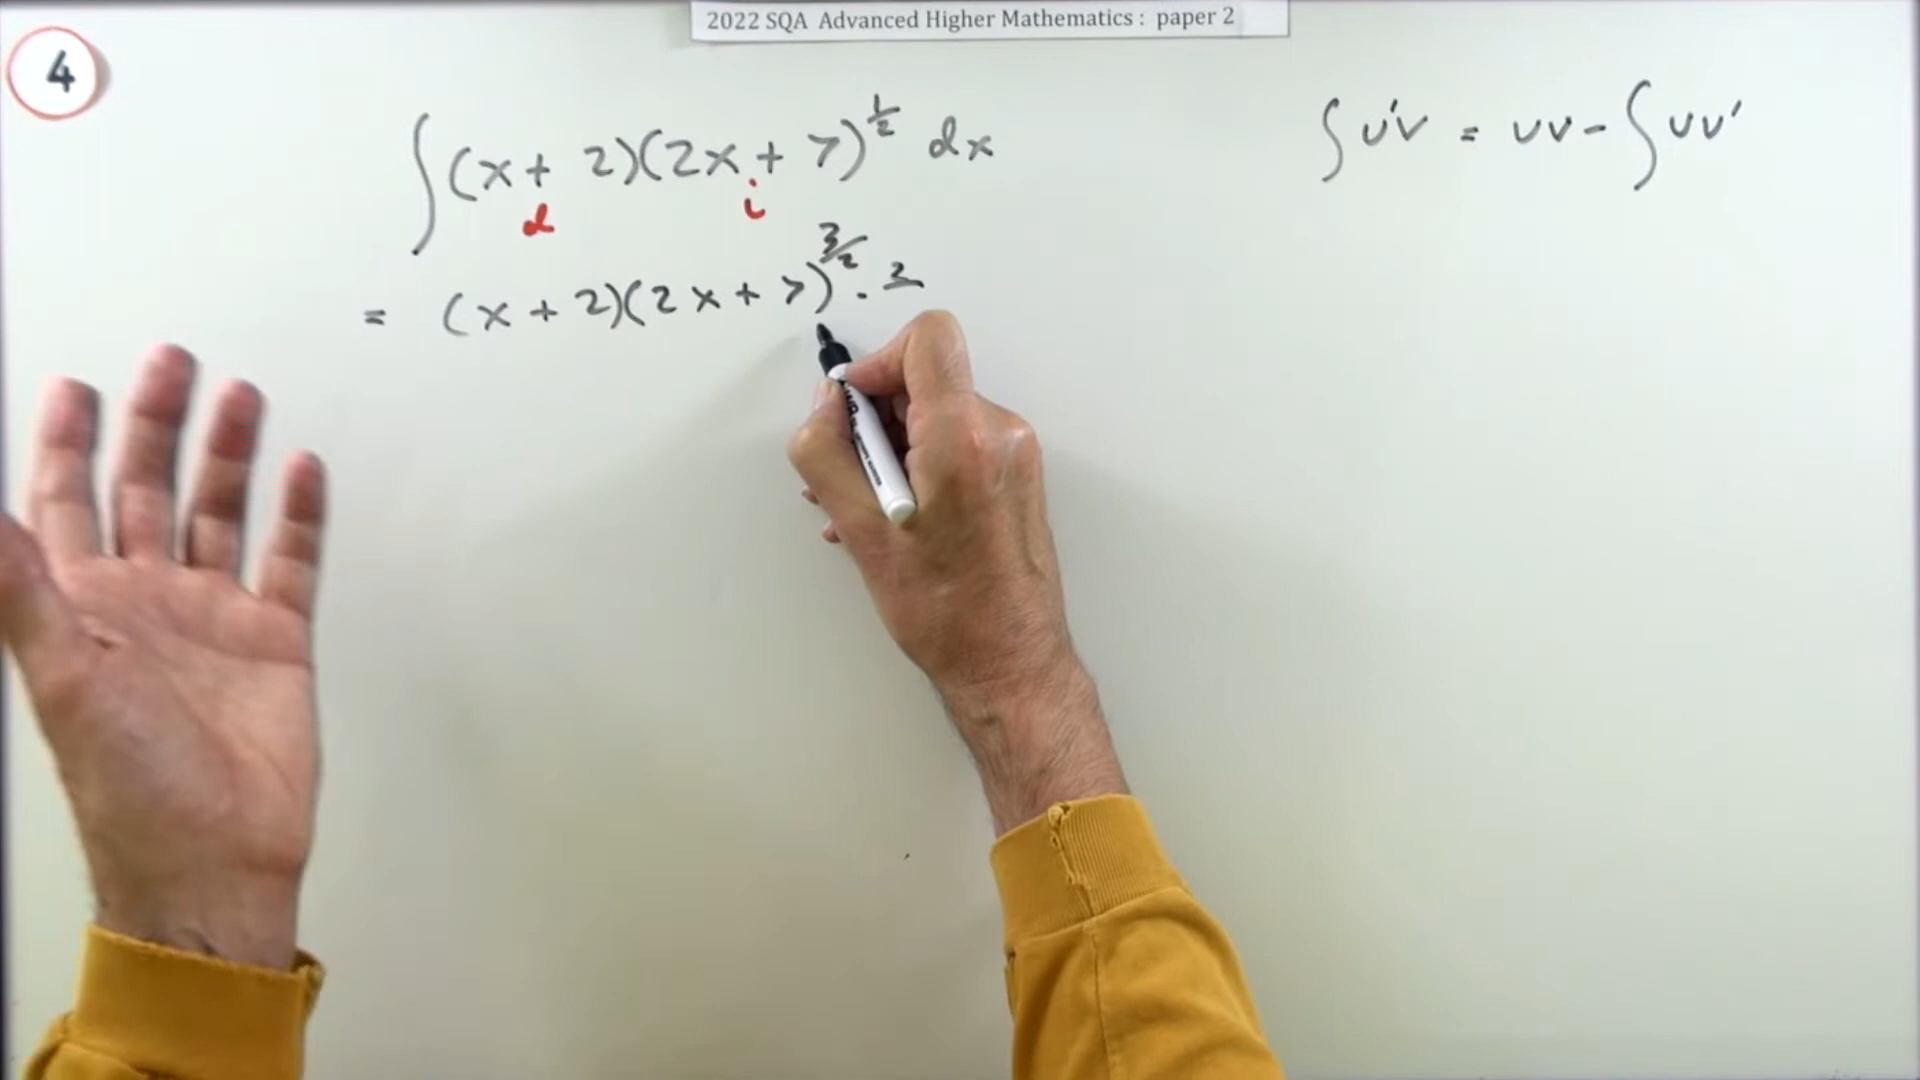 2022 SQA Advanced Higher Mathematics : paper 2
4
∫(x + 2)(2x + 7)^½ dx
∫u'v = uv - ∫uv'
d i
= (x + 2)(2x + 7)^3/2 . 2